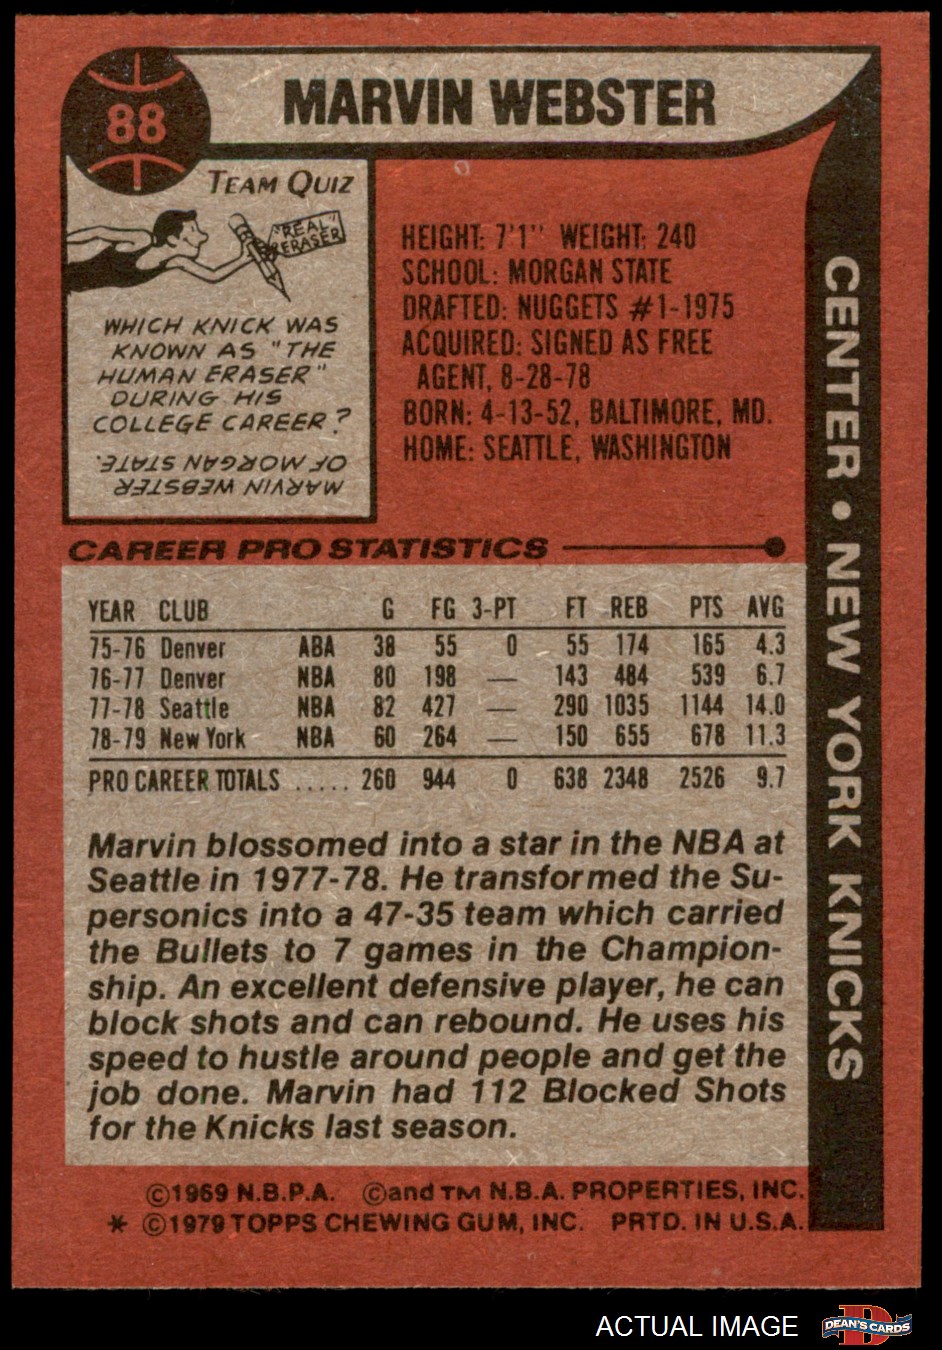 88
MARVIN WEBSTER
TEAM QUIZ
"REAL" ERASER
WHICH KNICK WAS
KNOWN AS "THE
HUMAN ERASER"
DURING HIS
COLLEGE CAREER?
MARVIN WEBSTER
OF MORGAN STATE.
HEIGHT: 7'1" WEIGHT: 240
SCHOOL: MORGAN STATE
DRAFTED: NUGGETS #1-1975
ACQUIRED: SIGNED AS FREE
AGENT, 8-28-78
BORN: 4-13-52, BALTIMORE, MD.
HOME: SEATTLE, WASHINGTON
CENTER • NEW YORK KNICKS
CAREER PRO STATISTICS
YEAR CLUB G FG 3-PT FT REB PTS AVG
75-76 Denver ABA 38 55 0 55 174 165 4.3
76-77 Denver NBA 80 198 — 143 484 539 6.7
77-78 Seattle NBA 82 427 — 290 1035 1144 14.0
78-79 New York NBA 60 264 — 150 655 678 11.3
PRO CAREER TOTALS ..... 260 944 0 638 2348 2526 9.7
Marvin blossomed into a star in the NBA at
Seattle in 1977-78. He transformed the Su-
personics into a 47-35 team which carried
the Bullets to 7 games in the Champion-
ship. An excellent defensive player, he can
block shots and can rebound. He uses his
speed to hustle around people and get the
job done. Marvin had 112 Blocked Shots
for the Knicks last season.
©1969 N.B.P.A. ©and TM N.B.A. PROPERTIES, INC.
* ©1979 TOPPS CHEWING GUM, INC. PRTD. IN U.S.A.
ACTUAL IMAGE
D
DEAN'S CARDS